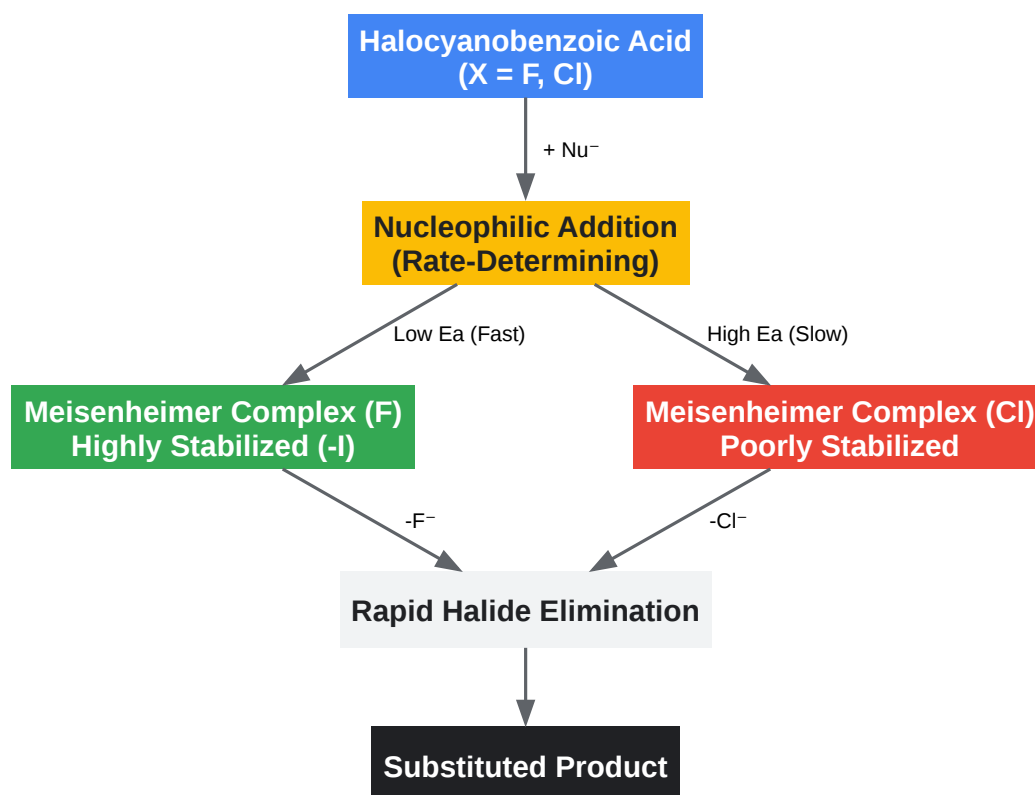 Halocyanobenzoic Acid
(X = F, Cl)
+ Nu⁻
Nucleophilic Addition
(Rate-Determining)
Low Ea (Fast)
High Ea (Slow)
Meisenheimer Complex (F)
Highly Stabilized (-I)
Meisenheimer Complex (Cl)
Poorly Stabilized
-F⁻
-Cl⁻
Rapid Halide Elimination
Substituted Product